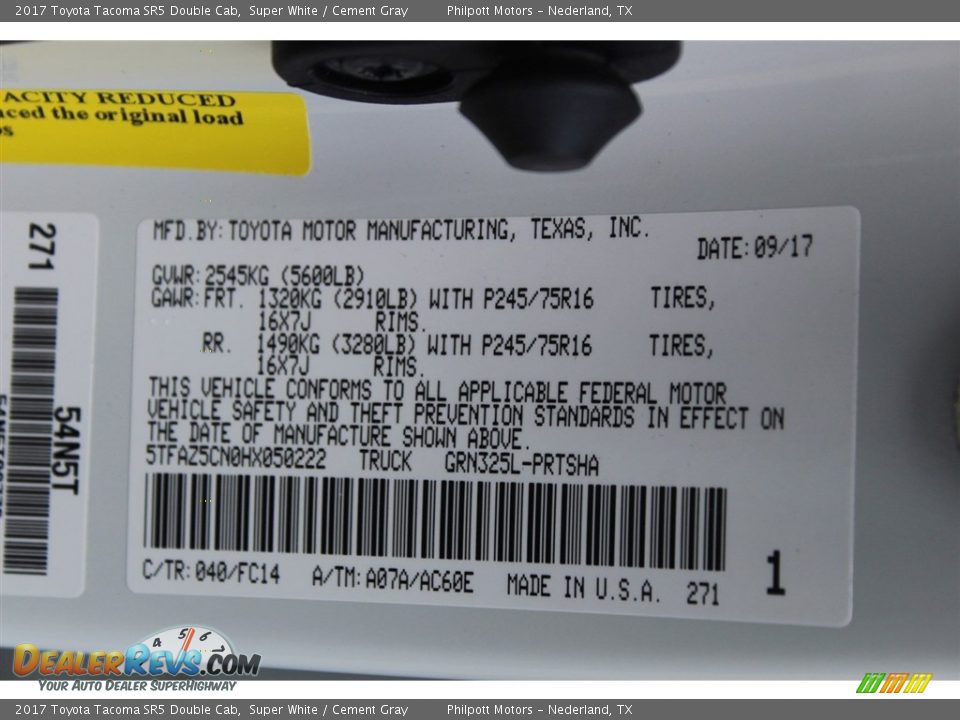 2017 Toyota Tacoma SR5 Double Cab, Super White / Cement Gray Philpott Motors – Nederland, TX
ACITY REDUCED
the original load
271
54N5T
MFD.BY:TOYOTA MOTOR MANUFACTURING, TEXAS, INC.
DATE:09/17
GVWR:2545KG (5600LB)
GAWR:FRT. 1320KG (2910LB) WITH P245/75R16 TIRES,
16X7J RIMS.
RR. 1490KG (3280LB) WITH P245/75R16 TIRES,
16X7J RIMS.
THIS VEHICLE CONFORMS TO ALL APPLICABLE FEDERAL MOTOR
VEHICLE SAFETY AND THEFT PREVENTION STANDARDS IN EFFECT ON
THE DATE OF MANUFACTURE SHOWN ABOVE.
5TFAZ5CN0HX050222 TRUCK GRN325L-PRTSHA
C/TR:040/FC14 A/TM:A07A/AC60E MADE IN U.S.A. 271
1
4 5 6 7
DEALERREVS.COM
YOUR AUTO DEALER SUPERHIGHWAY
2017 Toyota Tacoma SR5 Double Cab, Super White / Cement Gray Philpott Motors – Nederland, TX